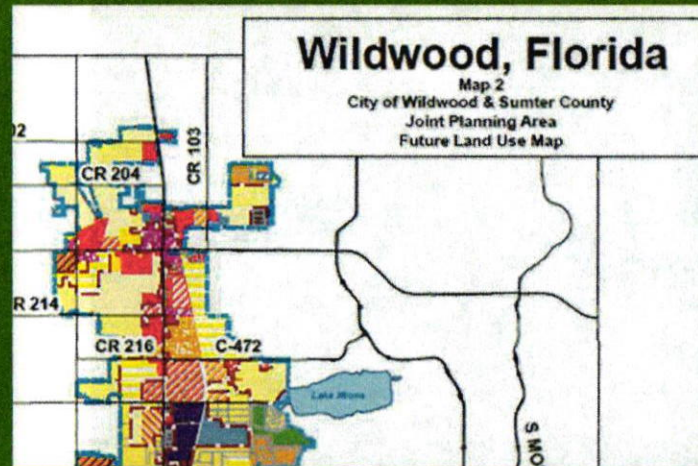 Wildwood, Florida
Map 2
City of Wildwood & Sumter County
Joint Planning Area
Future Land Use Map
02
CR 103
CR 204
R 214
CR 216
C-472
Lake Miona
S MO